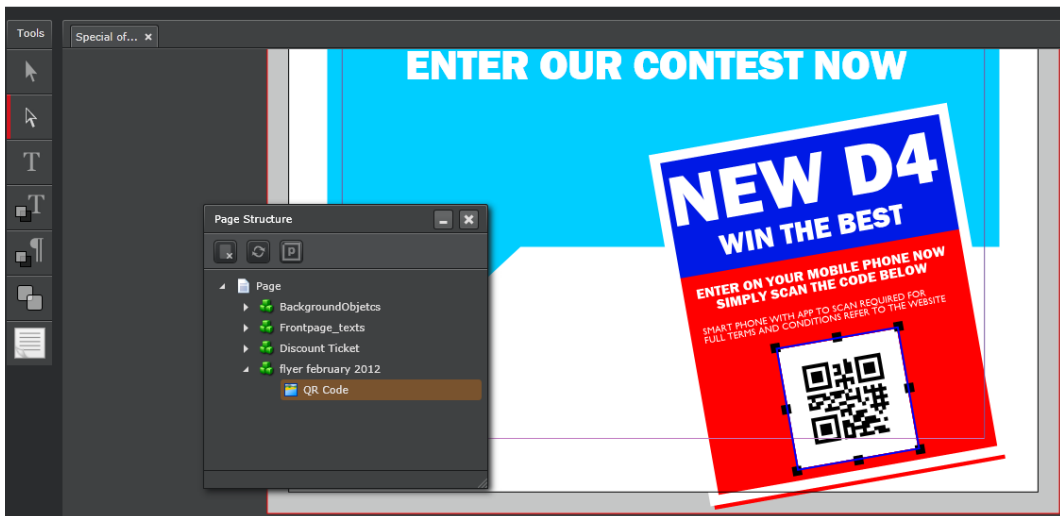 Tools
Special of... ×
ENTER OUR CONTEST NOW
T
T
¶
Page Structure
P
Page
BackgroundObjetcs
Frontpage_texts
Discount Ticket
flyer february 2012
QR Code
NEW D4
WIN THE BEST
ENTER ON YOUR MOBILE PHONE NOW
SIMPLY SCAN THE CODE BELOW
SMART PHONE WITH APP TO SCAN REQUIRED FOR
FULL TERMS AND CONDITIONS REFER TO THE WEBSITE